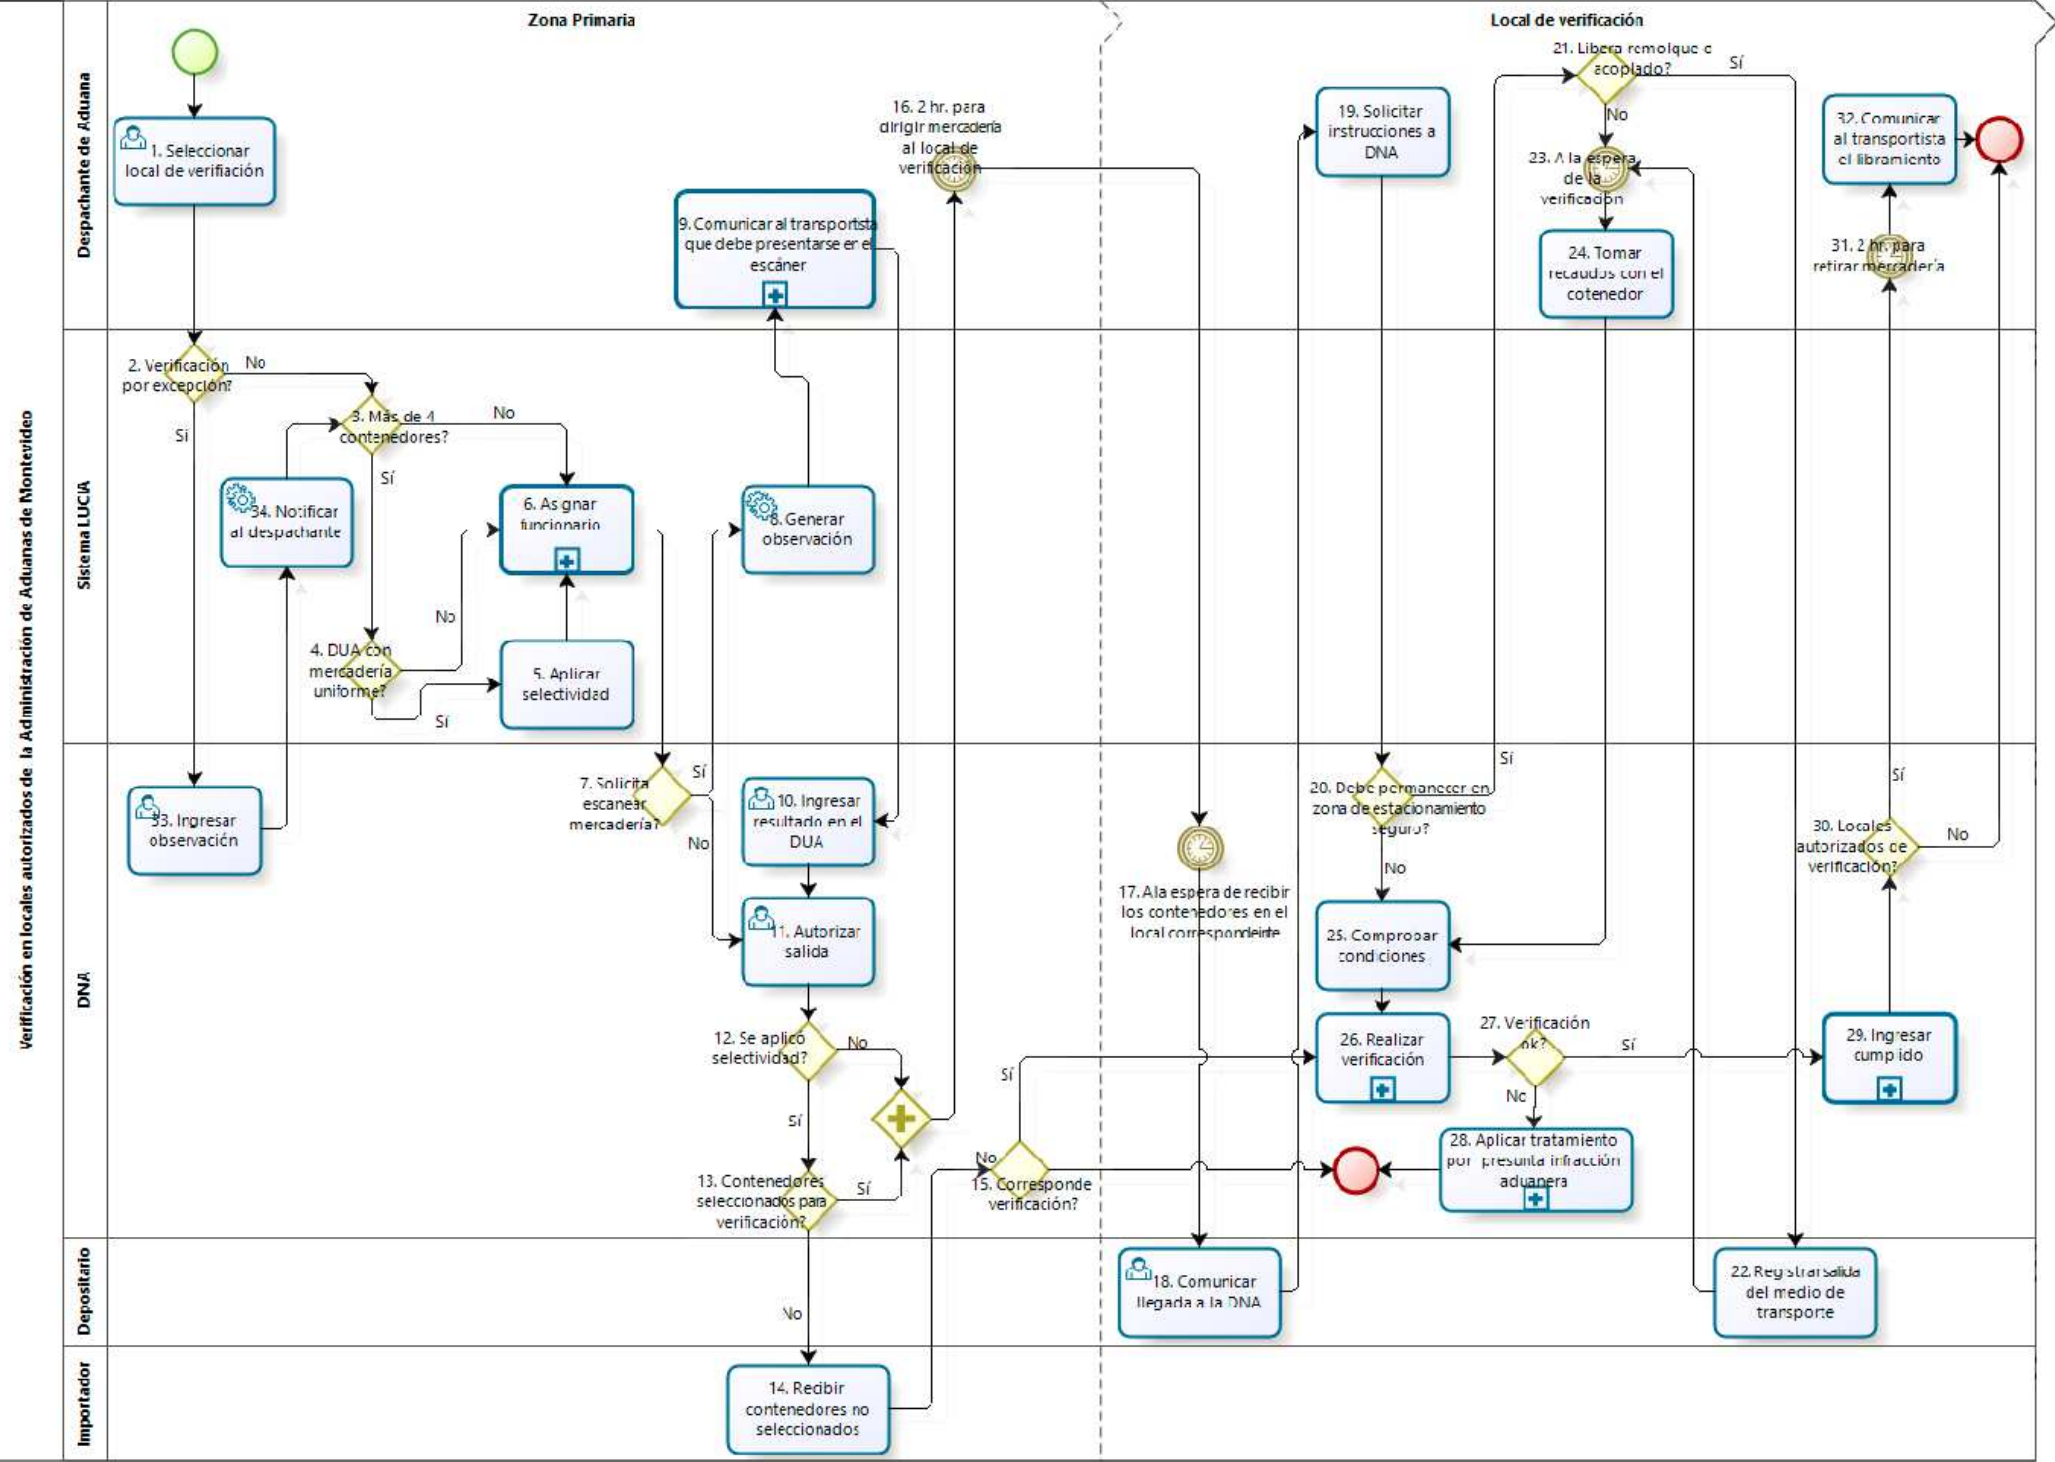 Zona Primaria
Local de verificación
Verificación en locales autorizados de la Administración de Aduanas de Montevideo
Despachante de Aduana
Sistema LUCIA
DNA
Depositario
Importador
1. Seleccionar
local de verifiación
2. Verificación
por excepción?
No
Sí
3. Más de 4
contenedores?
No
Sí
34. Notificar
al despachante
4. DUA con
mercadería
uniforme?
No
Sí
5. Aplicar
selectividad
6. Asignar
funcionario
33. Ingresar
observación
7. Solicita
escanear
mercadería?
Sí
No
8. Generar
observación
9. Comunicar al transportista
que debe presentarse en el
escáner
10. Ingresar
resultado en el
DUA
11. Autorizar
salida
12. Se aplicó
selectividad?
No
Sí
13. Contenedores
seleccionados para
verificación?
Sí
No
14. Recibir
contenedores no
seleccionados
15. Corresponde
verificación?
No
Sí
16. 2 hr. para
dirigir mercadería
al local de
verificación
17. A la espera de recibir
los contenedores en el
local correspondeinte
18. Comunicar
llegada a la DNA
19. Solicitar
instrucciones a
DNA
20. Debe permanecer en
zona de estacionamiento
seguro?
Sí
No
21. Libera remolque o
acoplado?
Sí
No
22. Registrar salida
del medio de
transporte
23. A la espera
de la
verificación
24. Tomar
recaudos con el
cotenedor
25. Comprobar
condiciones
26. Realizar
verificación
27. Verificación
ok?
Sí
No
28. Aplicar tratamiento
por presunta infracción
aduanera
29. Ingresar
cumplido
30. Locales
autorizados de
verificación?
Sí
No
31. 2 hr. para
retirar mercadería
32. Comunicar
al transportista
el libramiento